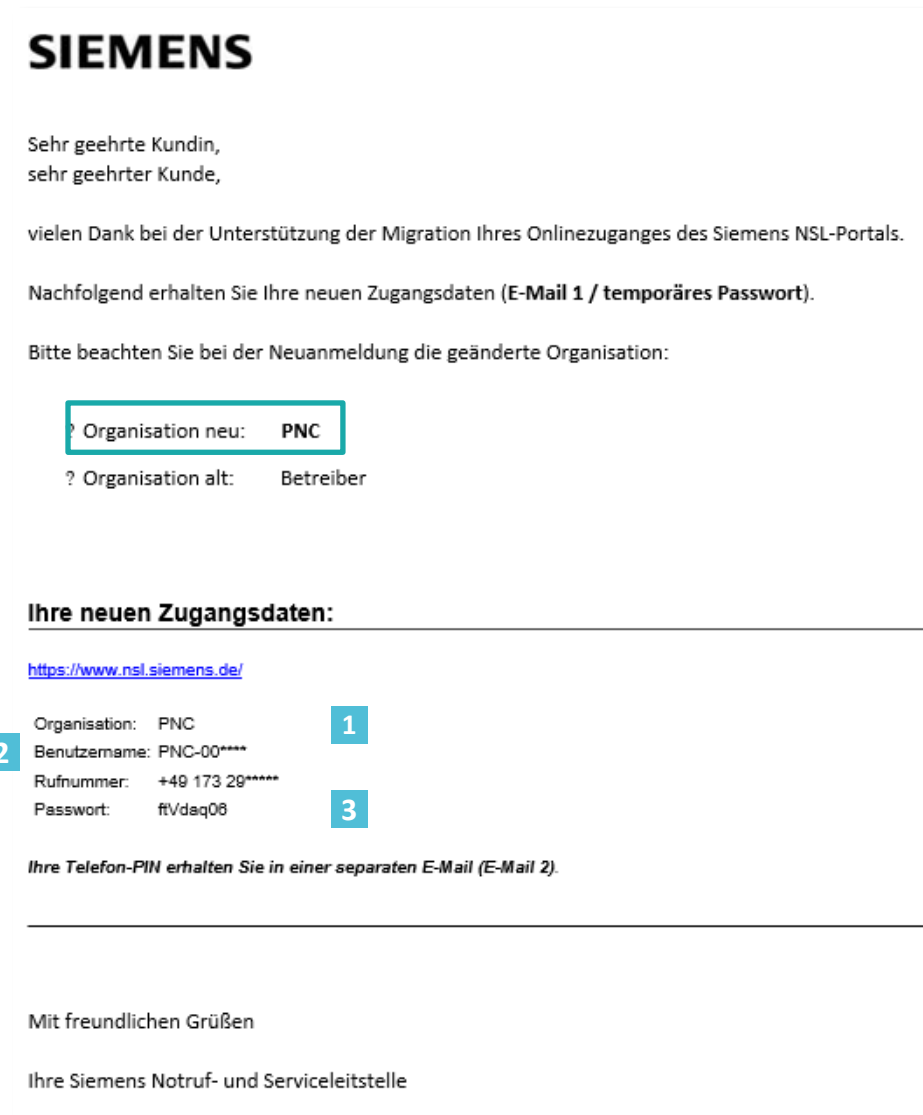 SIEMENS
Sehr geehrte Kundin,
sehr geehrter Kunde,
vielen Dank bei der Unterstützung der Migration Ihres Onlinezuganges des Siemens NSL-Portals.
Nachfolgend erhalten Sie Ihre neuen Zugangsdaten (E-Mail 1 / temporäres Passwort).
Bitte beachten Sie bei der Neuanmeldung die geänderte Organisation:
? Organisation neu: PNC
? Organisation alt: Betreiber
Ihre neuen Zugangsdaten:
https://www.nsl.siemens.de/
Organisation: PNC 1
2 Benutzername: PNC-00****
Rufnummer: +49 173 29*****
Passwort: ftVdaq06 3
Ihre Telefon-PIN erhalten Sie in einer separaten E-Mail (E-Mail 2).
Mit freundlichen Grüßen
Ihre Siemens Notruf- und Serviceleitstelle